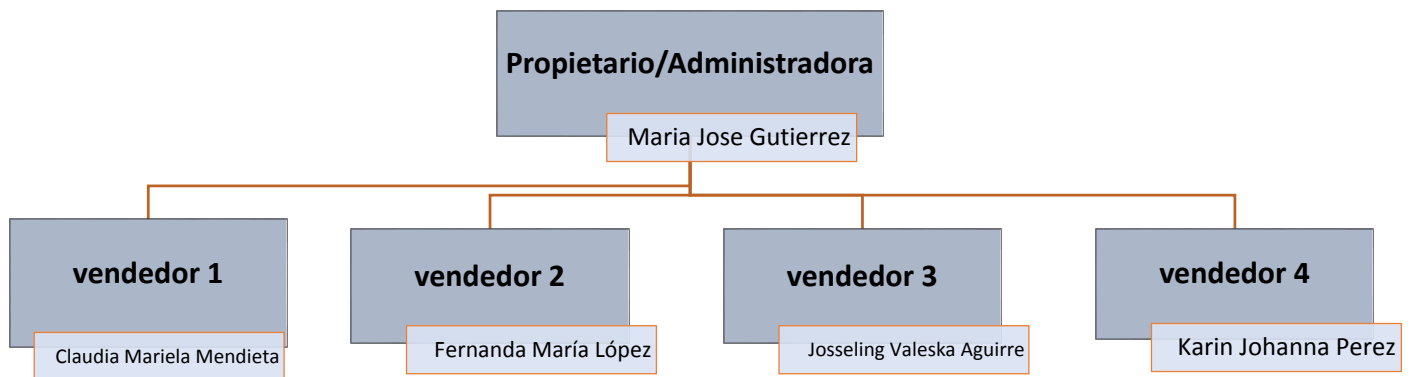 Propietario/Administradora
Maria Jose Gutierrez
vendedor 1
Claudia Mariela Mendieta
vendedor 2
Fernanda María López
vendedor 3
Josseling Valeska Aguirre
vendedor 4
Karin Johanna Perez